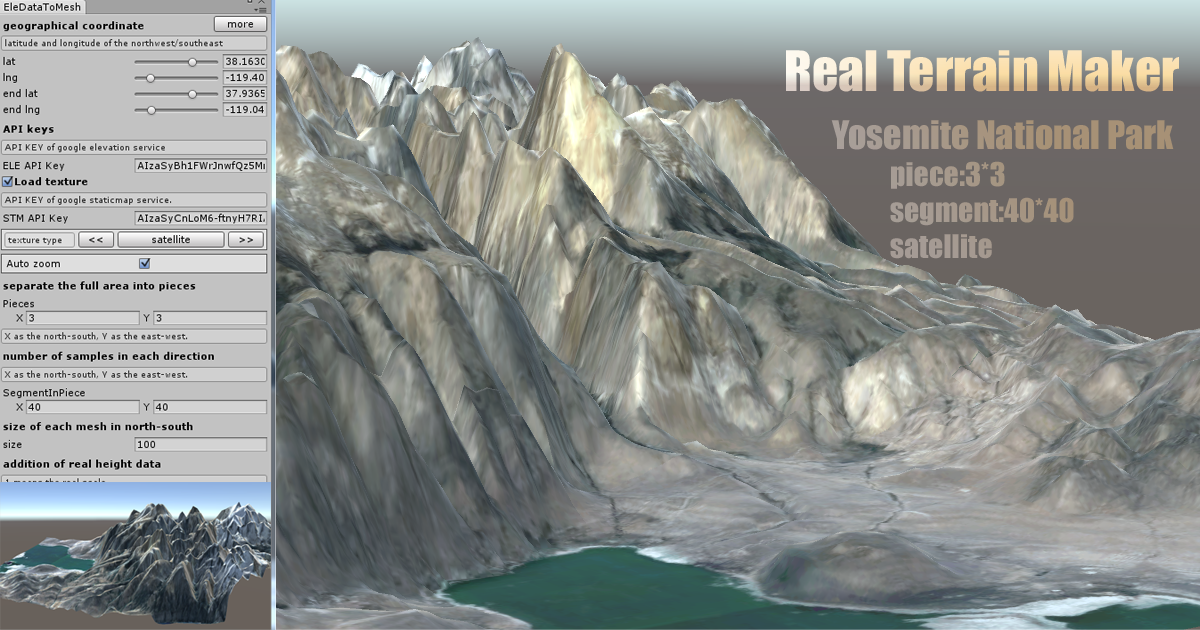 EleDataToMesh
geographical coordinate more
latitude and longitude of the northwest/southeast
lat 38.1630
lng -119.40
end lat 37.9365
end lng -119.04
API keys
API KEY of google elevation service
ELE API Key
Load texture
API KEY of google staticmap service.
STM API Key
texture type << satellite >>
Auto zoom
separate the full area into pieces
Pieces
X 3 Y 3
X as the north-south, Y as the east-west.
number of samples in each direction
X as the north-south, Y as the east-west.
SegmentInPiece
X 40 Y 40
size of each mesh in north-south
size 100
addition of real height data
Real Terrain Maker
Yosemite National Park
piece:3*3
segment:40*40
satellite